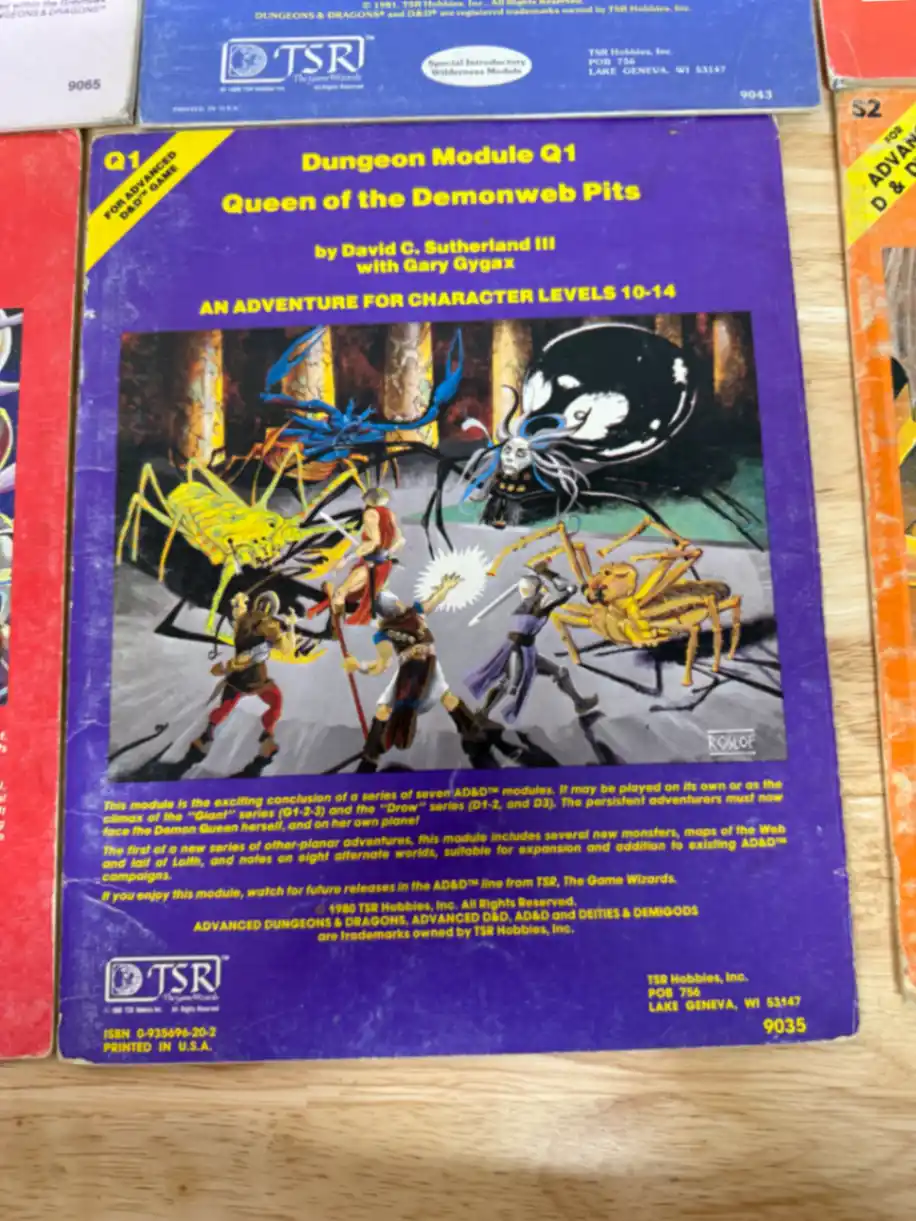 9065
© 1981, TSR Hobbies, Inc., All Rights Reserved.
DUNGEONS & DRAGONS® and D&D® are registered trademarks owned by TSR Hobbies, Inc.
TSR™
The Game Wizards
Special Introductory
Wilderness Module
TSR Hobbies, Inc.
POB 756
LAKE GENEVA, WI 53147
PRINTED IN U.S.A.
9043
S2
FOR
Q1
FOR ADVANCED
D&D™ GAME
Dungeon Module Q1
Queen of the Demonweb Pits
by David C. Sutherland III
with Gary Gygax
AN ADVENTURE FOR CHARACTER LEVELS 10-14
ROSLOF
This module is the exciting conclusion of a series of seven AD&D™ modules. It may be played on its own or as the
climax of the "Giant" series (G1-2-3) and the "Drow" series (D1-2, and D3). The persistent adventurers must now
face the Demon Queen herself, and on her own plane!
The first of a new series of other-planar adventures, this module includes several new monsters, maps of the Web
and lair of Lolth, and notes on eight alternate worlds, suitable for expansion and addition to existing AD&D™
campaigns.
If you enjoy this module, watch for future releases in the AD&D™ line from TSR, The Game Wizards.
© 1980 TSR Hobbies, Inc. All Rights Reserved.
ADVANCED DUNGEONS & DRAGONS, ADVANCED D&D, AD&D and DEITIES & DEMIGODS
are trademarks owned by TSR Hobbies, Inc.
TSR™
The Game Wizards
ISBN 0-935696-20-2
PRINTED IN U.S.A.
TSR Hobbies, Inc.
POB 756
LAKE GENEVA, WI 53147
9035